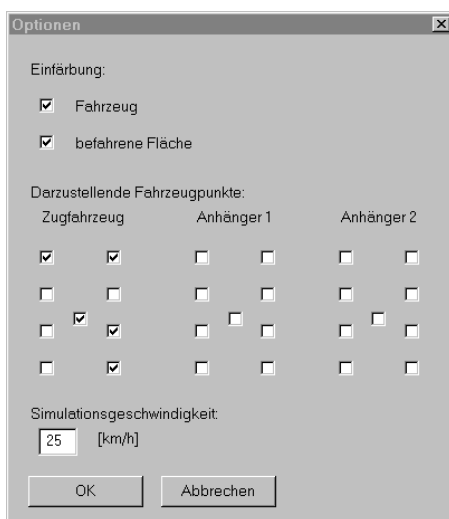 Optionen
Einfärbung:
Fahrzeug
befahrene Fläche
Darzustellende Fahrzeugpunkte:
Zugfahrzeug Anhänger 1 Anhänger 2
Simulationsgeschwindigkeit:
25 [km/h]
OK Abbrechen